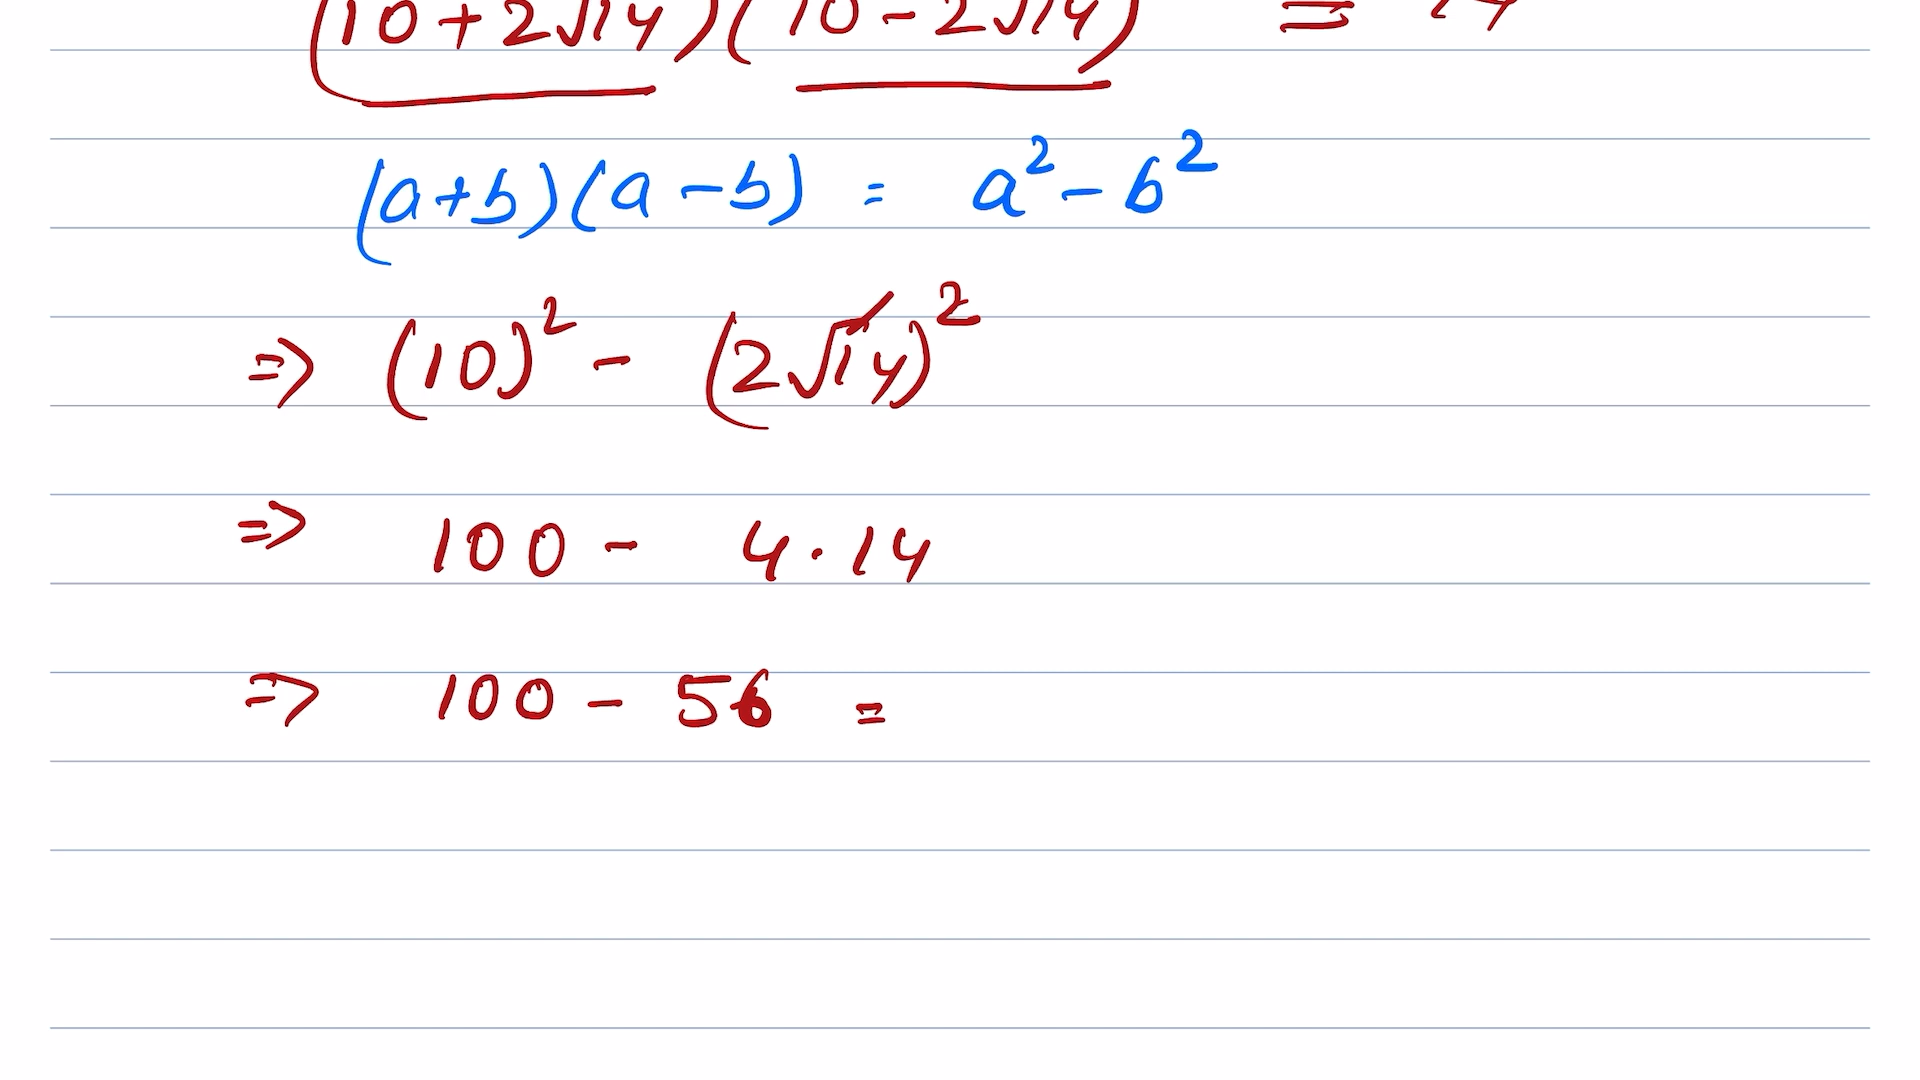 (10+2√14)(10-2√14) =
(a+b)(a-b) = a²-b²
=> (10)² - (2√14)²
=> 100 - 4·14
=> 100 - 56 =